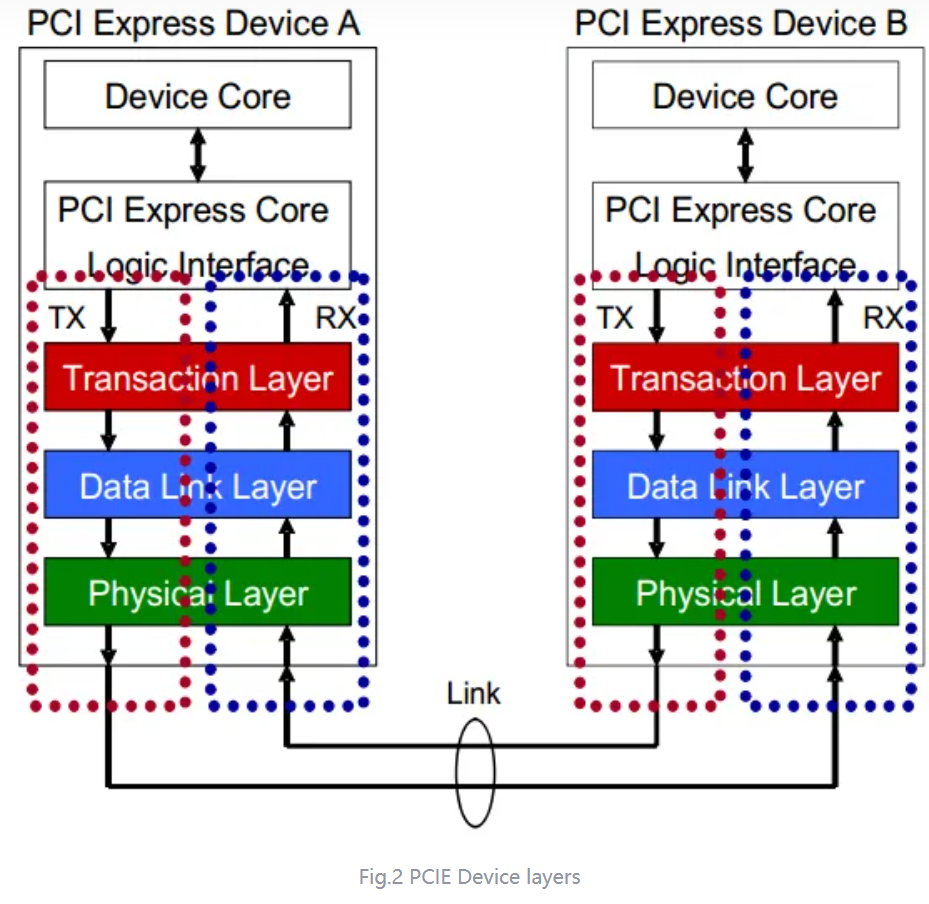 PCI Express Device A
Device Core
PCI Express Core
Logic Interface
TX
RX
Transaction Layer
Data Link Layer
Physical Layer
PCI Express Device B
Device Core
PCI Express Core
Logic Interface
TX
RX
Transaction Layer
Data Link Layer
Physical Layer
Link
Fig.2 PCIE Device layers